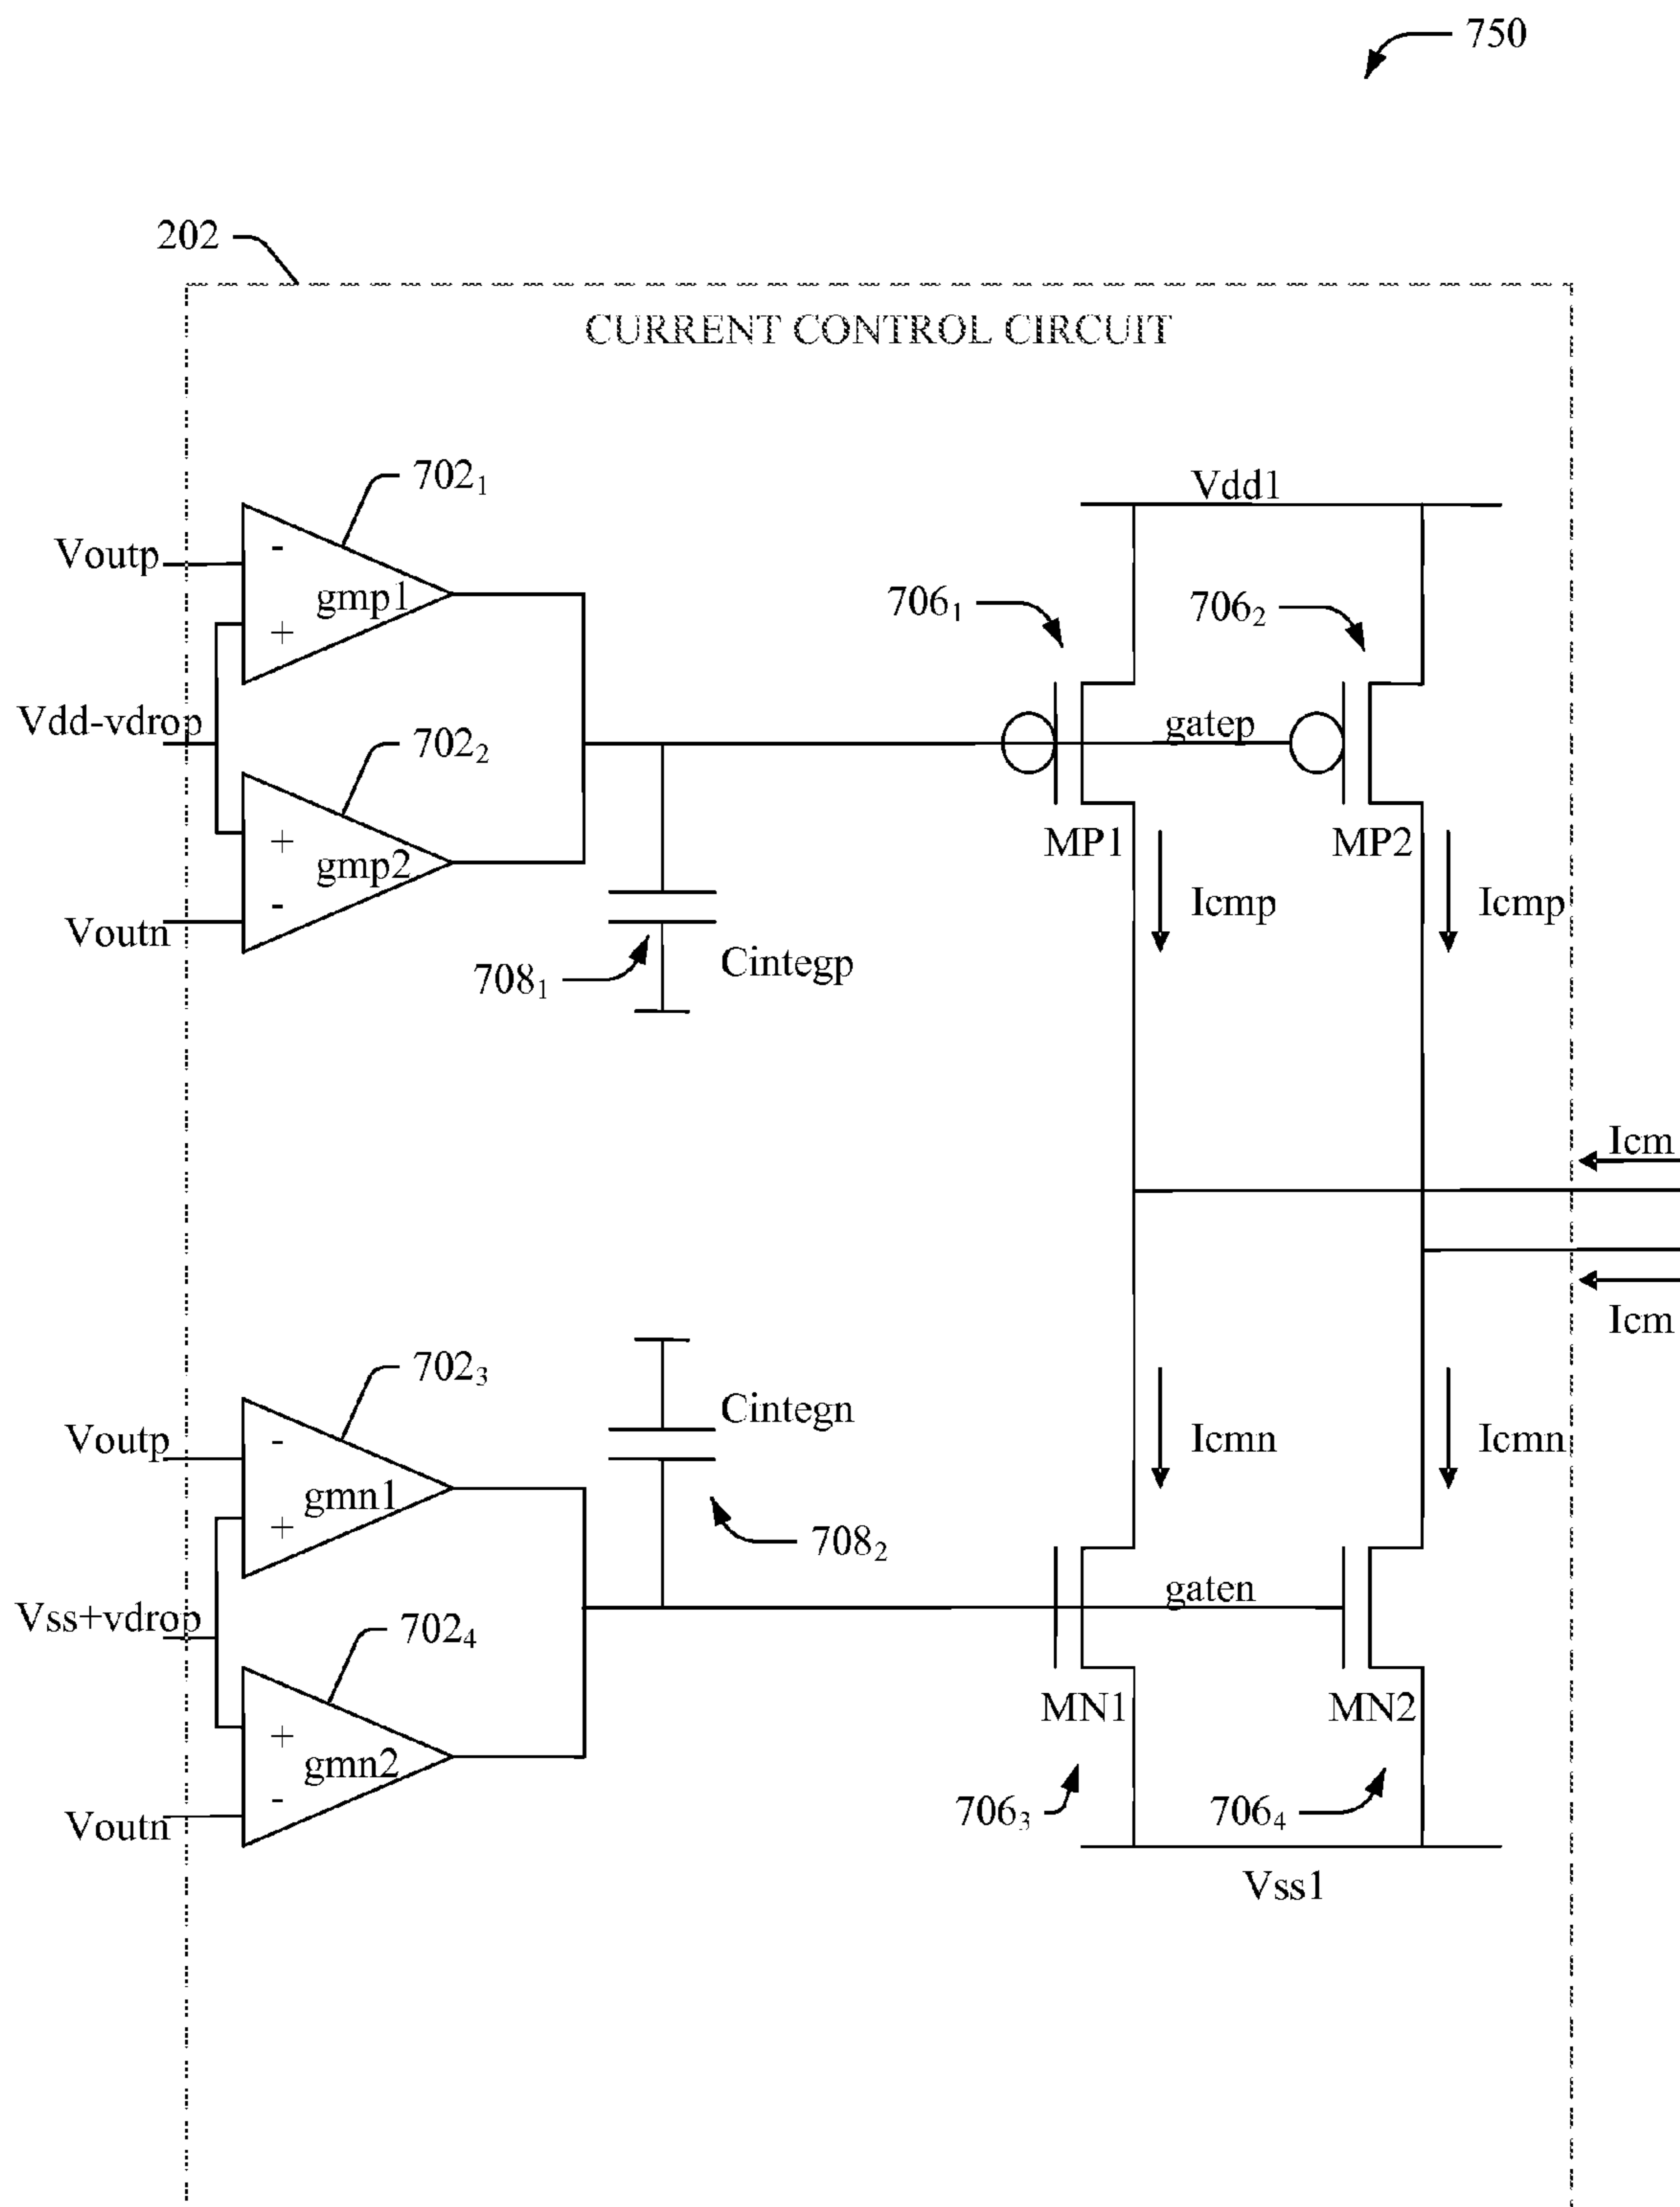 750
202
CURRENT CONTROL CIRCUIT
702₁
Vdd1
Voutp
-
gmp1
+
706₁
706₂
Vdd-vdrop
702₂
gatep
+
gmp2
-
Voutn
MP1
MP2
Icmp
Icmp
708₁
Cintegp
Icm
Icm
702₃
Cintegn
Voutp
-
gmn1
+
Icmn
Icmn
708₂
Vss+vdrop
702₄
gaten
+
gmn2
-
Voutn
MN1
MN2
706₃
706₄
Vss1